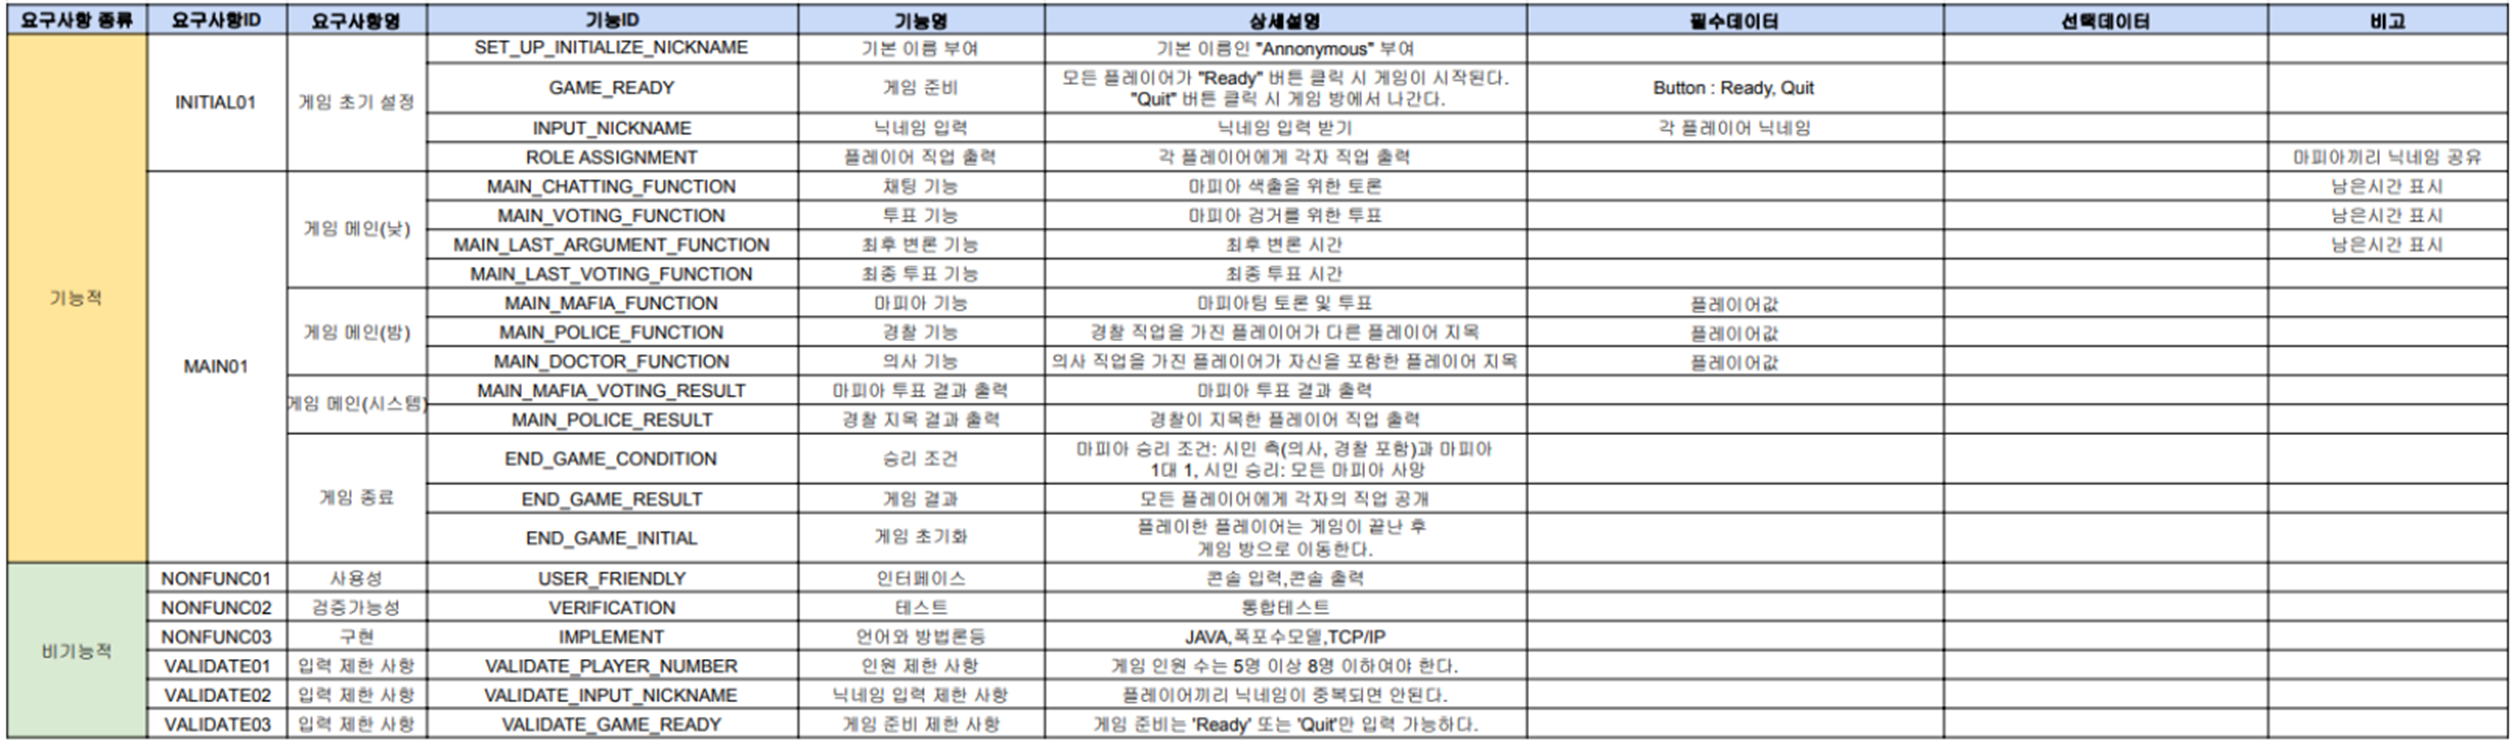 요구사항 종류 요구사항ID 요구사항명 기능ID 기능명 상세설명 필수데이터 선택데이터 비고
기능적
INITIAL01 게임 초기 설정
SET_UP_INITIALIZE_NICKNAME 기본 이름 부여 기본 이름인 "Annonymous" 부여
GAME_READY 게임 준비 모든 플레이어가 "Ready" 버튼 클릭 시 게임이 시작된다.
"Quit" 버튼 클릭 시 게임 방에서 나간다.
Button : Ready, Quit
INPUT_NICKNAME 닉네임 입력 닉네임 입력 받기 각 플레이어 닉네임
ROLE ASSIGNMENT 플레이어 직업 출력 각 플레이어에게 각자 직업 출력 마피아끼리 닉네임 공유
MAIN01
게임 메인(낮)
MAIN_CHATTING_FUNCTION 채팅 기능 마피아 색출을 위한 토론 남은시간 표시
MAIN_VOTING_FUNCTION 투표 기능 마피아 검거를 위한 투표 남은시간 표시
MAIN_LAST_ARGUMENT_FUNCTION 최후 변론 기능 최후 변론 시간 남은시간 표시
MAIN_LAST_VOTING_FUNCTION 최종 투표 기능 최종 투표 시간
게임 메인(밤)
MAIN_MAFIA_FUNCTION 마피아 기능 마피아팅 토론 및 투표 플레이어값
MAIN_POLICE_FUNCTION 경찰 기능 경찰 직업을 가진 플레이어가 다른 플레이어 지목 플레이어값
MAIN_DOCTOR_FUNCTION 의사 기능 의사 직업을 가진 플레이어가 자신을 포함한 플레이어 지목 플레이어값
게임 메인(시스템)
MAIN_MAFIA_VOTING_RESULT 마피아 투표 결과 출력 마피아 투표 결과 출력
MAIN_POLICE_RESULT 경찰 지목 결과 출력 경찰이 지목한 플레이어 직업 출력
게임 종료
END_GAME_CONDITION 승리 조건 마피아 승리 조건: 시민 측(의사, 경찰 포함)과 마피아
1대 1, 시민 승리: 모든 마피아 사망
END_GAME_RESULT 게임 결과 모든 플레이어에게 각자의 직업 공개
END_GAME_INITIAL 게임 초기화 플레이한 플레이어는 게임이 끝난 후
게임 방으로 이동한다.
비기능적
NONFUNC01 사용성 USER_FRIENDLY 인터페이스 콘솔 입력,콘솔 출력
NONFUNC02 검증가능성 VERIFICATION 테스트 통합테스트
NONFUNC03 구현 IMPLEMENT 언어와 방법론등 JAVA,폭포수모델,TCP/IP
VALIDATE01 입력 제한 사항 VALIDATE_PLAYER_NUMBER 인원 제한 사항 게임 인원 수는 5명 이상 8명 이하여야 한다.
VALIDATE02 입력 제한 사항 VALIDATE_INPUT_NICKNAME 닉네임 입력 제한 사항 플레이어끼리 닉네임이 중복되면 안된다.
VALIDATE03 입력 제한 사항 VALIDATE_GAME_READY 게임 준비 제한 사항 게임 준비는 'Ready' 또는 'Quit'만 입력 가능하다.